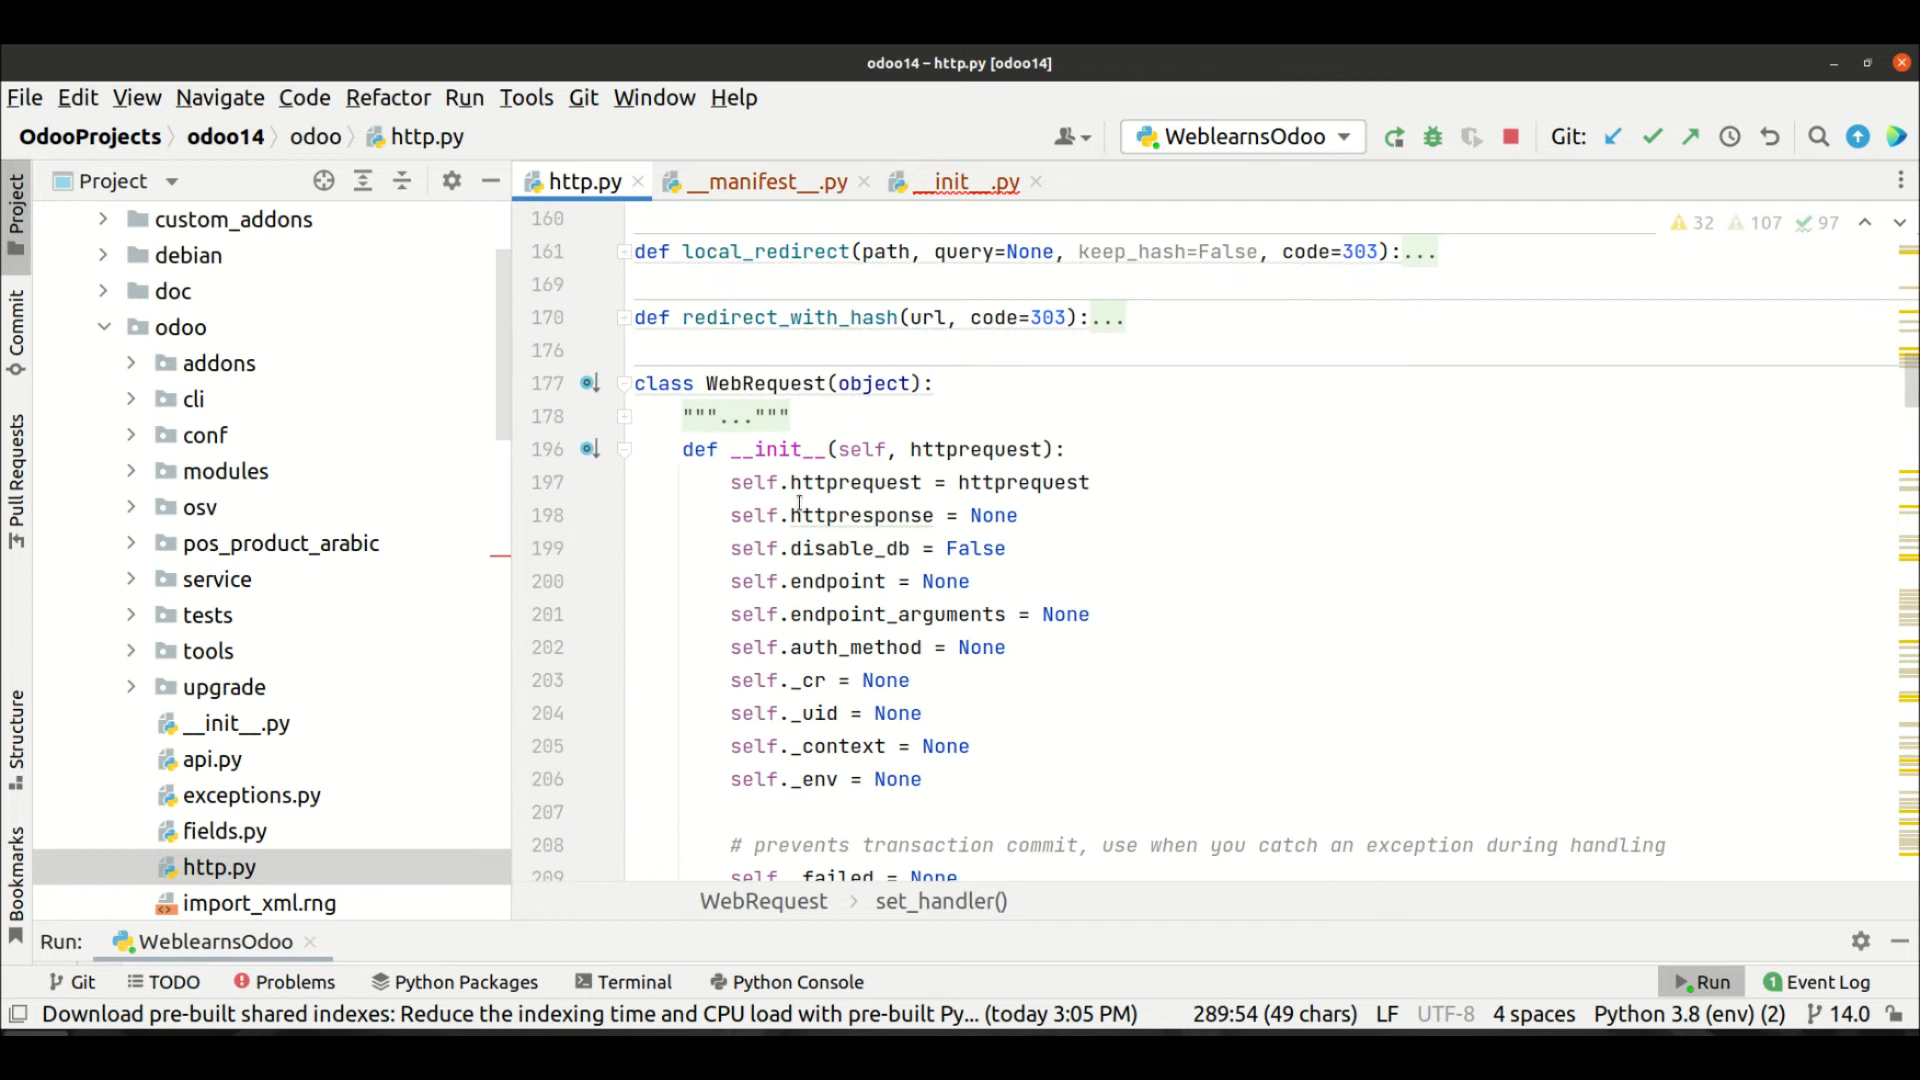 odoo14 – http.py [odoo14]
File Edit View Navigate Code Refactor Run Tools Git Window Help
OdooProjects odoo14 odoo http.py WeblearnsOdoo Git:
Project http.py __manifest__.py __init__.py
Project
Commit
Pull Requests
Structure
Bookmarks
custom_addons
debian
doc
odoo
addons
cli
conf
modules
osv
pos_product_arabic
service
tests
tools
upgrade
__init__.py
api.py
exceptions.py
fields.py
http.py
import_xml.rng
32 107 97
160
161 def local_redirect(path, query=None, keep_hash=False, code=303):...
169
170 def redirect_with_hash(url, code=303):...
176
177 class WebRequest(object):
178 """..."""
196 def __init__(self, httprequest):
197 self.httprequest = httprequest
198 self.httpresponse = None
199 self.disable_db = False
200 self.endpoint = None
201 self.endpoint_arguments = None
202 self.auth_method = None
203 self._cr = None
204 self._uid = None
205 self._context = None
206 self._env = None
207
208 # prevents transaction commit, use when you catch an exception during handling
209 self._failed = None
WebRequest set_handler()
Run: WeblearnsOdoo
Git TODO Problems Python Packages Terminal Python Console Run 1 Event Log
Download pre-built shared indexes: Reduce the indexing time and CPU load with pre-built Py... (today 3:05 PM) 289:54 (49 chars) LF UTF-8 4 spaces Python 3.8 (env) (2) 14.0